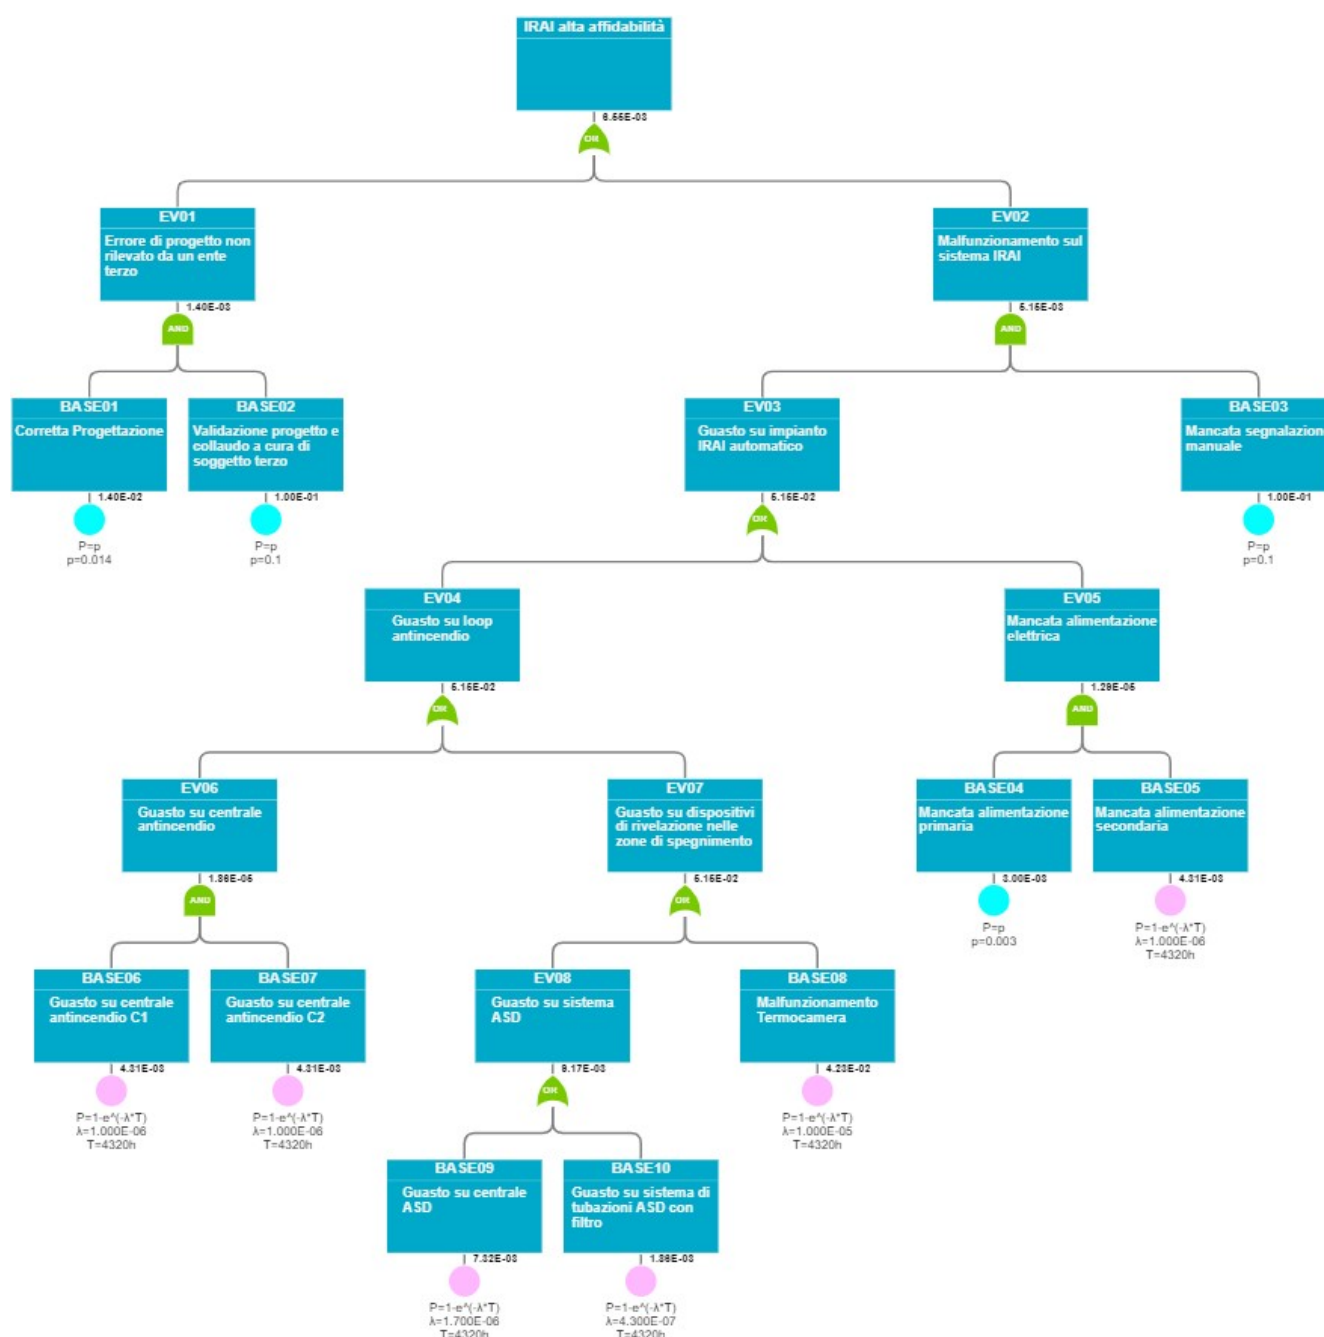 IRAI alta affidabilità
6.55E-03
OR
EV01
Errore di progetto non
rilevato da un ente
terzo
1.40E-03
AND
EV02
Malfunzionamento sul
sistema IRAI
5.15E-03
AND
BASE01
Corretta Progettazione
1.40E-02
P=p
p=0.014
BASE02
Validazione progetto e
collaudo a cura di
soggetto terzo
1.00E-01
P=p
p=0.1
EV03
Guasto su impianto
IRAI automatico
5.15E-02
OR
BASE03
Mancata segnalazion
manuale
1.00E-01
P=p
p=0.1
EV04
Guasto su loop
antincendio
5.15E-02
OR
EV05
Mancata alimentazione
elettrica
1.29E-05
AND
EV06
Guasto su centrale
antincendio
1.86E-05
AND
EV07
Guasto su dispositivi
di rivelazione nelle
zone di spegnimento
5.15E-02
OR
BASE04
Mancata alimentazione
primaria
3.00E-03
P=p
p=0.003
BASE05
Mancata alimentazione
secondaria
4.31E-03
P=1-e^(-λ*T)
λ=1.000E-06
T=4320h
BASE06
Guasto su centrale
antincendio C1
4.31E-03
P=1-e^(-λ*T)
λ=1.000E-06
T=4320h
BASE07
Guasto su centrale
antincendio C2
4.31E-03
P=1-e^(-λ*T)
λ=1.000E-06
T=4320h
EV08
Guasto su sistema
ASD
9.17E-03
OR
BASE08
Malfunzionamento
Termocamera
4.23E-02
P=1-e^(-λ*T)
λ=1.000E-05
T=4320h
BASE09
Guasto su centrale
ASD
7.32E-03
P=1-e^(-λ*T)
λ=1.700E-06
T=4320h
BASE10
Guasto su sistema di
tubazioni ASD con
filtro
1.86E-03
P=1-e^(-λ*T)
λ=4.300E-07
T=4320h